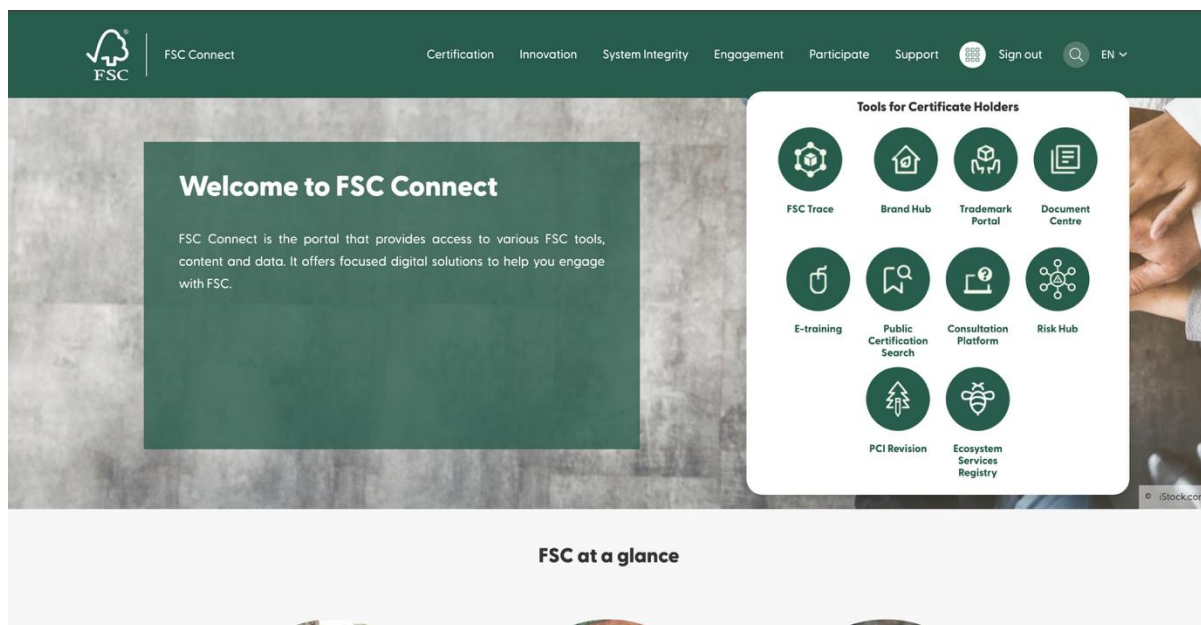 FSC
FSC Connect
Certification Innovation System Integrity Engagement Participate Support Sign out EN
Tools for Certificate Holders
FSC Trace
Brand Hub
Trademark
Portal
Document
Centre
E-training
Public
Certification
Search
Consultation
Platform
Risk Hub
PCI Revision
Ecosystem
Services
Registry
Welcome to FSC Connect
FSC Connect is the portal that provides access to various FSC tools,
content and data. It offers focused digital solutions to help you engage
with FSC.
© iStock.com
FSC at a glance